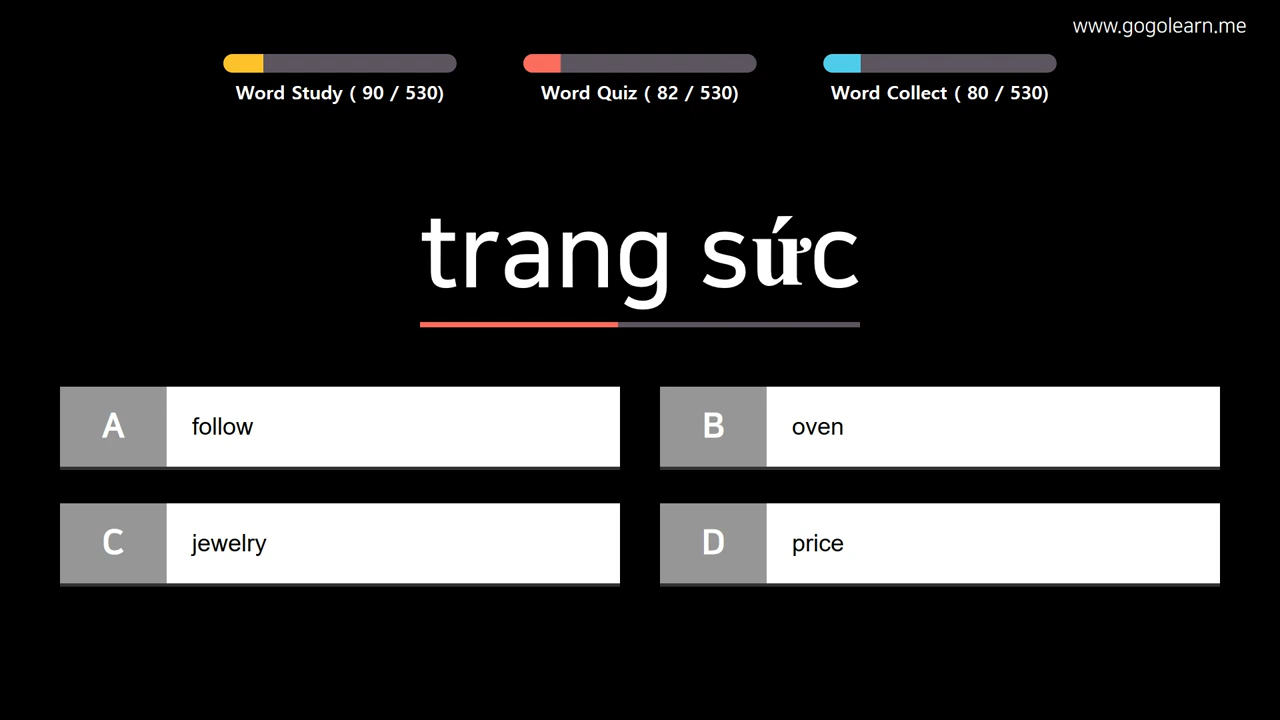 www.gogolearn.me
Word Study ( 90 / 530)
Word Quiz ( 82 / 530)
Word Collect ( 80 / 530)
trang sức
A follow
B oven
C jewelry
D price